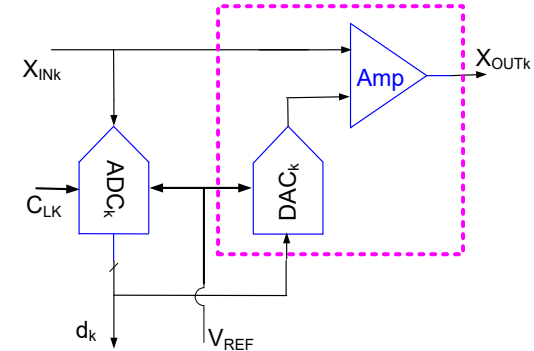 X_INk
Amp
X_OUTk
ADC_k
DAC_k
C_LK
d_k
V_REF